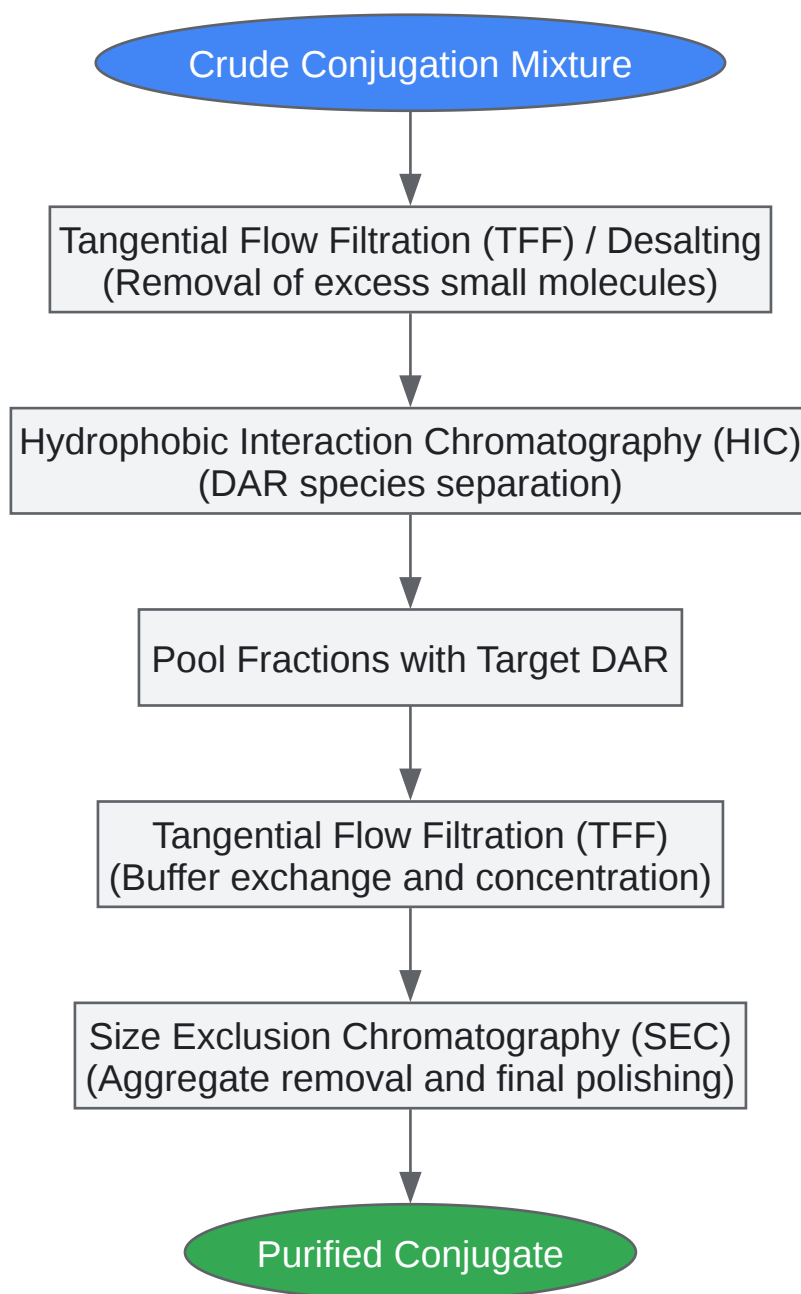 Crude Conjugation Mixture
Tangential Flow Filtration (TFF) / Desalting
(Removal of excess small molecules)
Hydrophobic Interaction Chromatography (HIC)
(DAR species separation)
Pool Fractions with Target DAR
Tangential Flow Filtration (TFF)
(Buffer exchange and concentration)
Size Exclusion Chromatography (SEC)
(Aggregate removal and final polishing)
Purified Conjugate